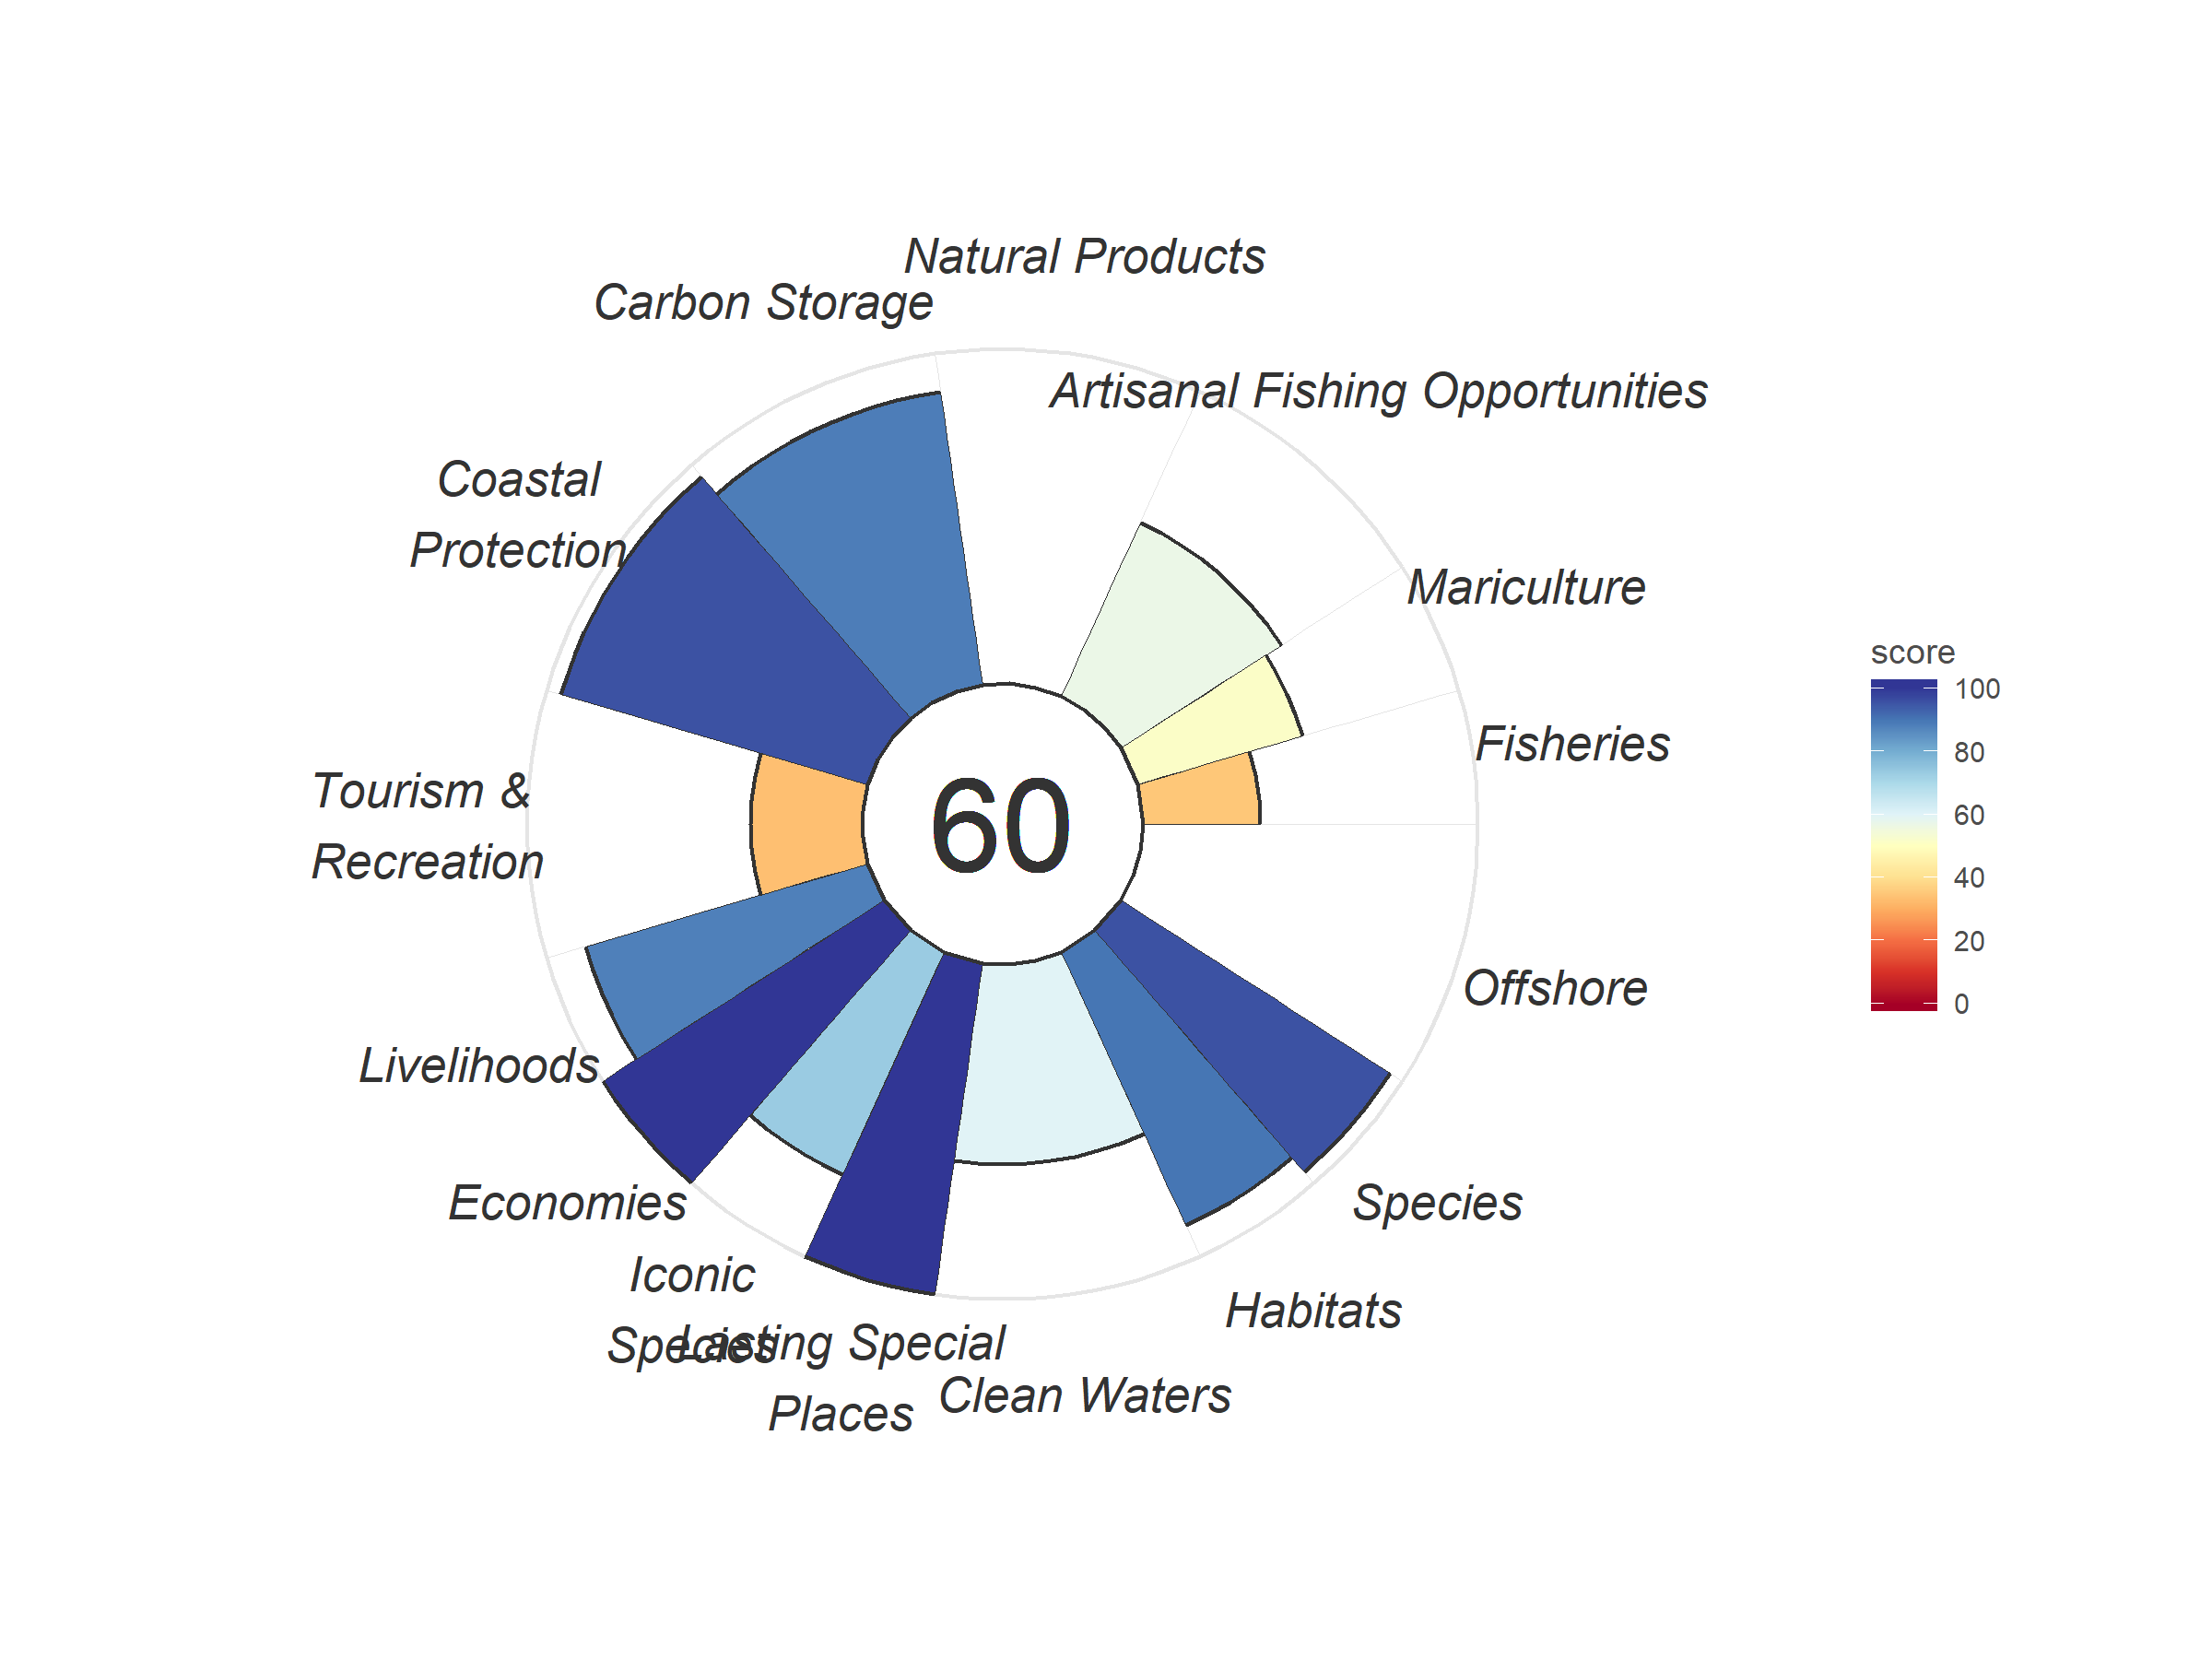 Natural Products
Carbon Storage
Artisanal Fishing Opportunities
Coastal
Protection
Mariculture
Fisheries
Tourism &
Recreation
60
Offshore
Livelihoods
Economies
Species
Iconic
Species
Habitats
Lasting Special
Places
Clean Waters
score
100
80
60
40
20
0